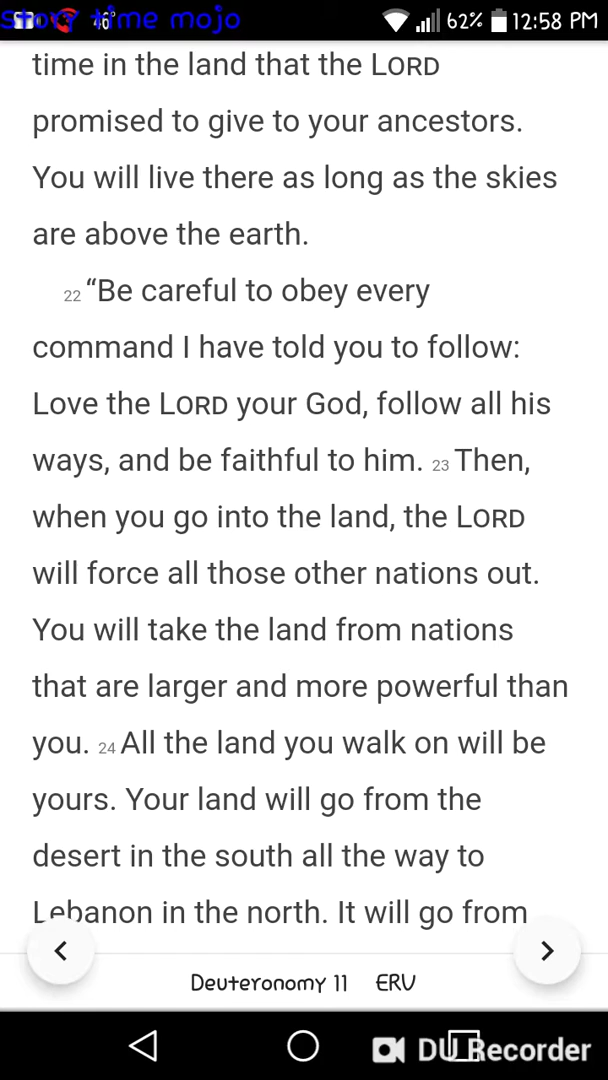 story time mojo
46° 62% 12:58 PM
time in the land that the LORD
promised to give to your ancestors.
You will live there as long as the skies
are above the earth.
22 “Be careful to obey every
command I have told you to follow:
Love the LORD your God, follow all his
ways, and be faithful to him. 23 Then,
when you go into the land, the LORD
will force all those other nations out.
You will take the land from nations
that are larger and more powerful than
you. 24 All the land you walk on will be
yours. Your land will go from the
desert in the south all the way to
Lebanon in the north. It will go from
Deuteronomy 11 ERV
DU Recorder